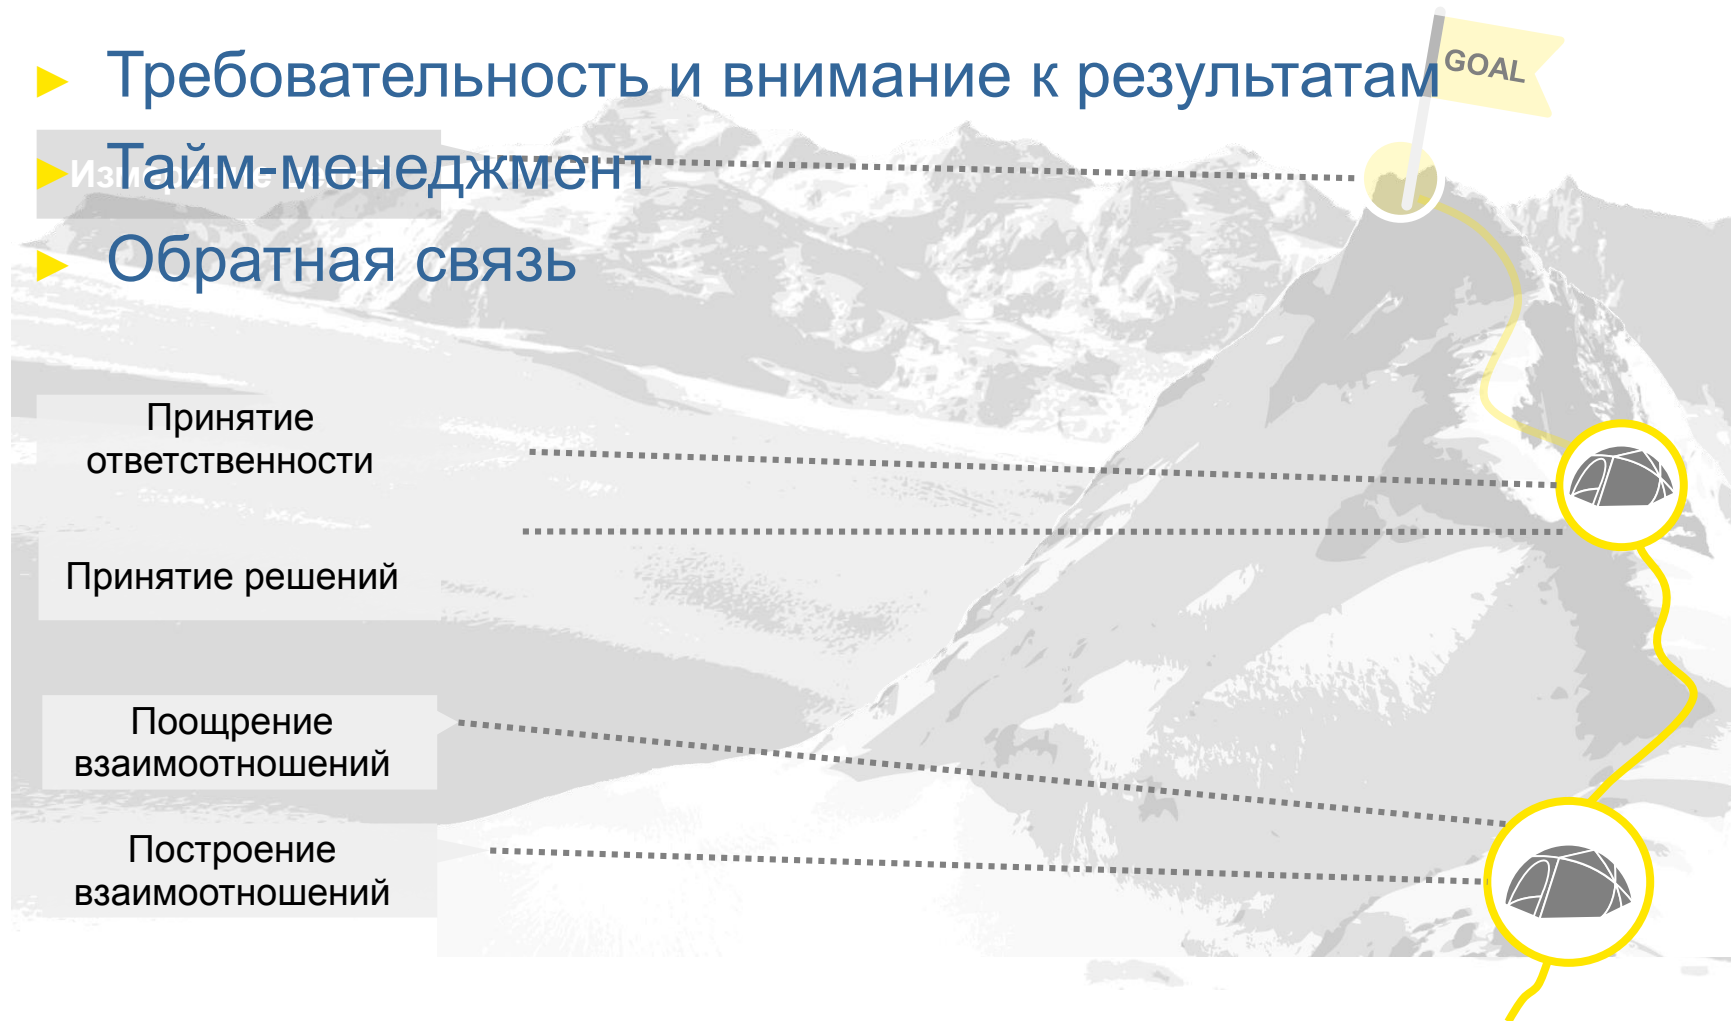 Требовательность и внимание к результатам
GOAL
Тайм-менеджмент
Обратная связь
Принятие
ответственности
Принятие решений
Поощрение
взаимоотношений
Построение
взаимоотношений